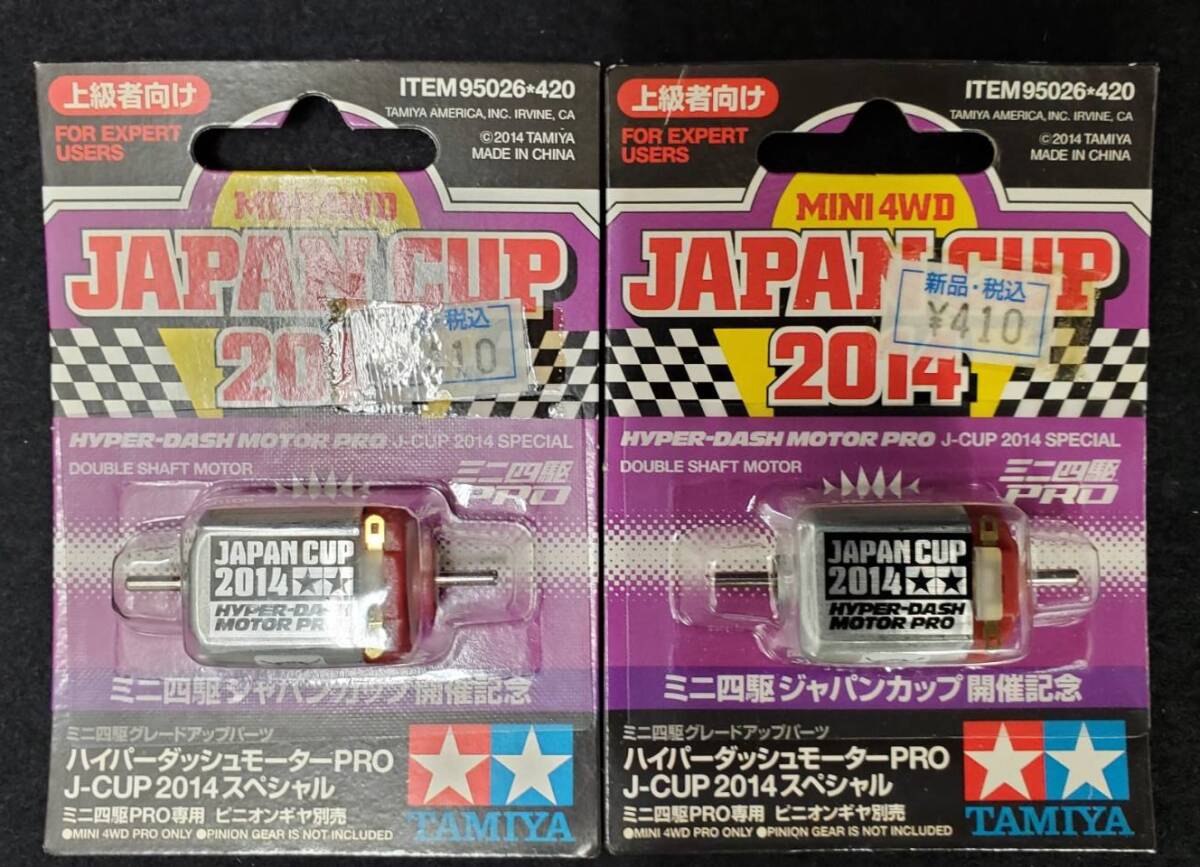 上級者向け
FOR EXPERT
USERS
ITEM 95026*420
TAMIYA AMERICA, INC. IRVINE, CA
©2014 TAMIYA
MADE IN CHINA
MINI 4WD
JAPAN CUP
20
税込
10
HYPER-DASH MOTOR PRO J-CUP 2014 SPECIAL
DOUBLE SHAFT MOTOR
ミニ四駆
PRO
JAPAN CUP
2014
HYPER-DASH
MOTOR PRO
ミニ四駆ジャパンカップ開催記念
ミニ四駆グレードアップパーツ
ハイパーダッシュモーターPRO
J-CUP 2014 スペシャル
ミニ四駆PRO専用 ピニオンギヤ別売
●MINI 4WD PRO ONLY ●PINION GEAR IS NOT INCLUDED
TAMIYA
上級者向け
FOR EXPERT
USERS
ITEM 95026*420
TAMIYA AMERICA, INC. IRVINE, CA
©2014 TAMIYA
MADE IN CHINA
MINI 4WD
JAPAN CUP
新品・税込
¥410
2014
HYPER-DASH MOTOR PRO J-CUP 2014 SPECIAL
DOUBLE SHAFT MOTOR
ミニ四駆
PRO
JAPAN CUP
2014
HYPER-DASH
MOTOR PRO
ミニ四駆ジャパンカップ開催記念
ミニ四駆グレードアップパーツ
ハイパーダッシュモーターPRO
J-CUP 2014 スペシャル
ミニ四駆PRO専用 ピニオンギヤ別売
●MINI 4WD PRO ONLY ●PINION GEAR IS NOT INCLUDED
TAMIYA